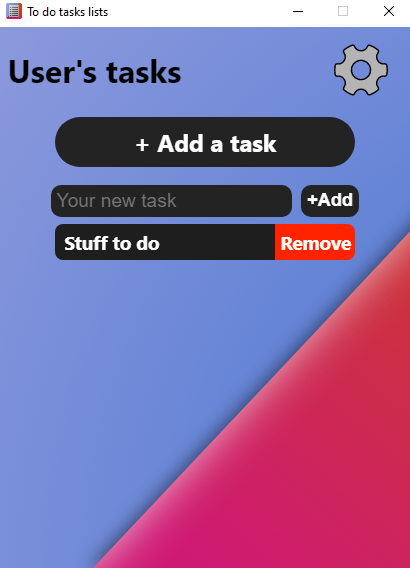 To do tasks lists
User's tasks
+ Add a task
Your new task
+Add
Stuff to do
Remove